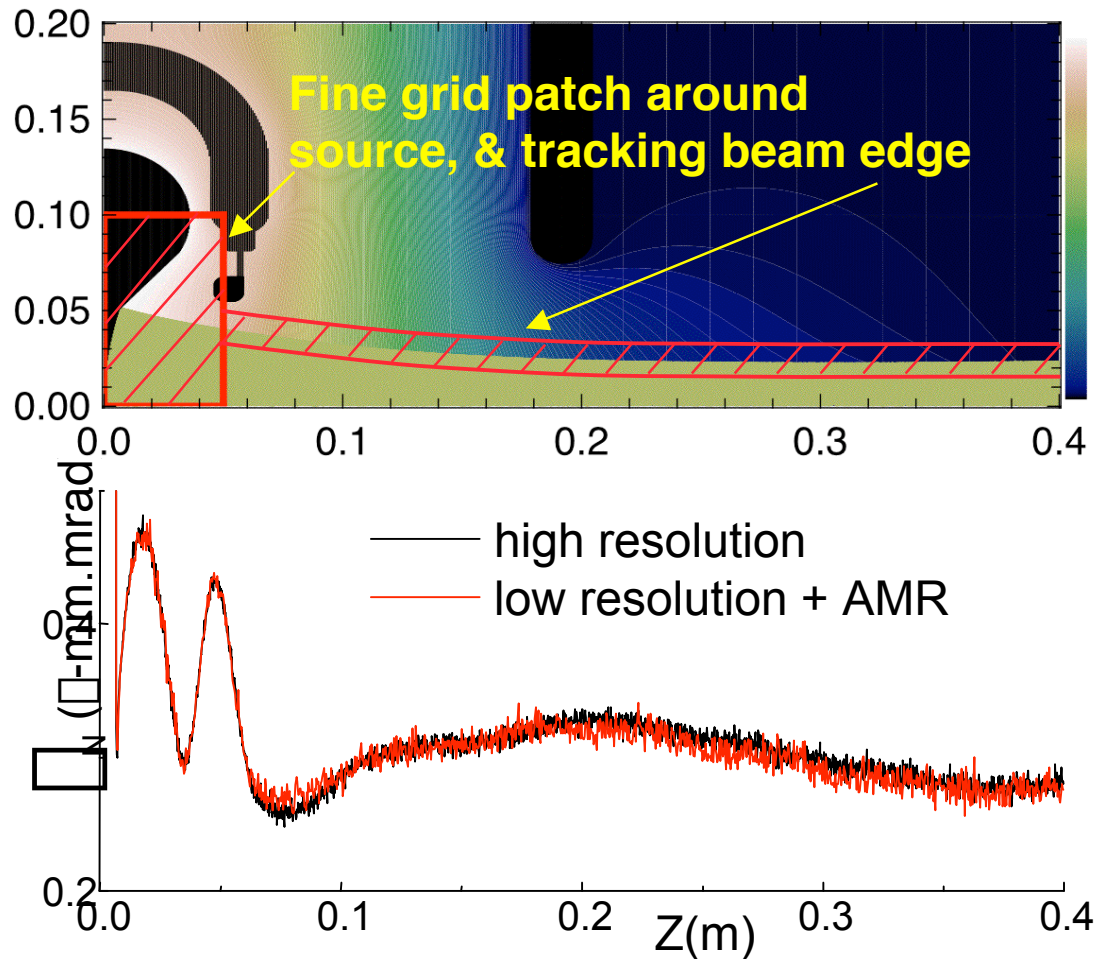 0.20
0.15
0.10
0.05
0.00
Fine grid patch around
source, & tracking beam edge
0.0 0.1 0.2 0.3 0.4
high resolution
low resolution + AMR
0.4
0.2
N (□-mm.mrad
0.0 0.1 0.2 0.3 0.4
Z(m)